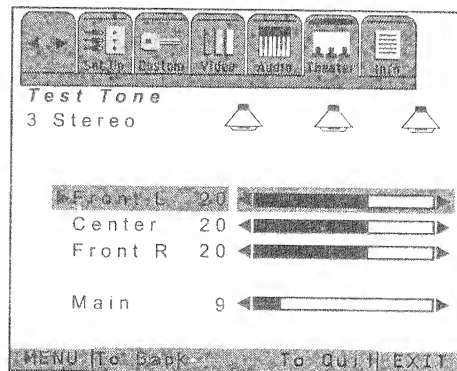 Set Up Custom Video Audio Theater Info
Test Tone
3 Stereo
Front L 20
Center 20
Front R 20
Main 9
MENU To Back To Quit EXIT